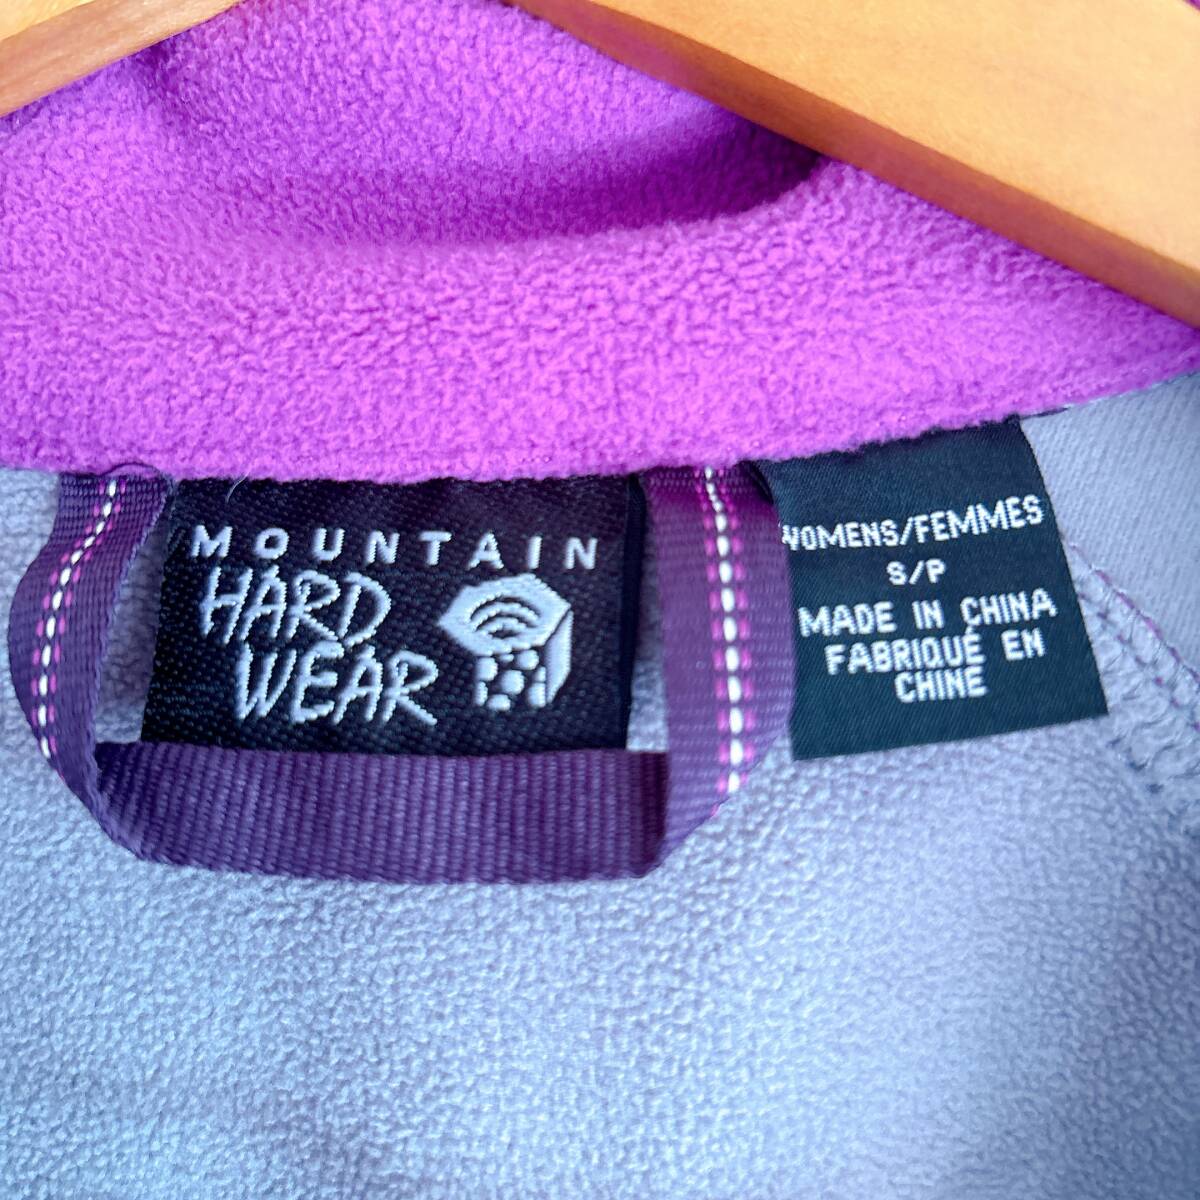 MOUNTAIN
HARD
WEAR
WOMENS/FEMMES
S/P
MADE IN CHINA
FABRIQUÉ EN
CHINE